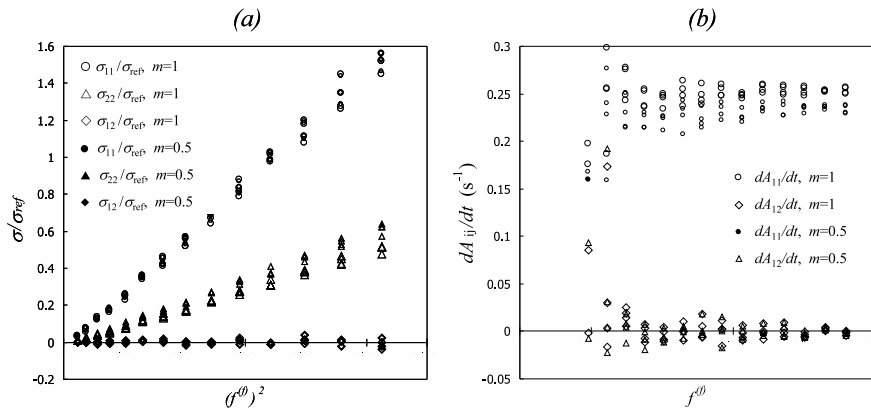 (a)
1.6
1.4
1.2
1
0.8
0.6
0.4
0.2
0
-0.2
σ/σref
σ11/σref, m=1
σ22/σref, m=1
σ12/σref, m=1
σ11/σref, m=0.5
σ22/σref, m=0.5
σ12/σref, m=0.5
(f(f))2
(b)
0.3
0.25
0.2
0.15
0.1
0.05
0
-0.05
dAij/dt (s-1)
dA11/dt, m=1
dA12/dt, m=1
dA11/dt, m=0.5
dA12/dt, m=0.5
f(f)